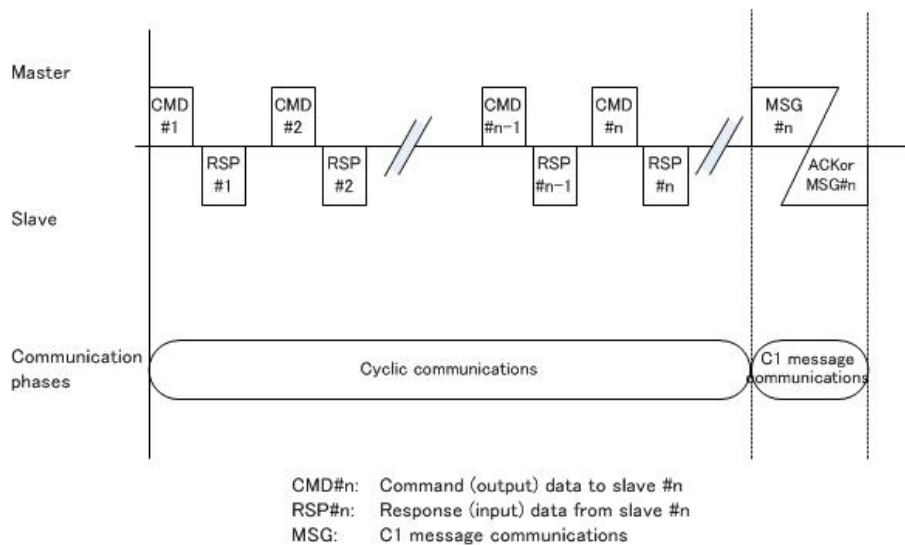 Master
CMD
#1
CMD
#2
CMD
#n-1
CMD
#n
MSG
#n
RSP
#1
RSP
#2
RSP
#n-1
RSP
#n
ACKor
MSG#n
Slave
Communication
phases
Cyclic communications
C1 message
communications
CMD#n: Command (output) data to slave #n
RSP#n: Response (input) data from slave #n
MSG: C1 message communications